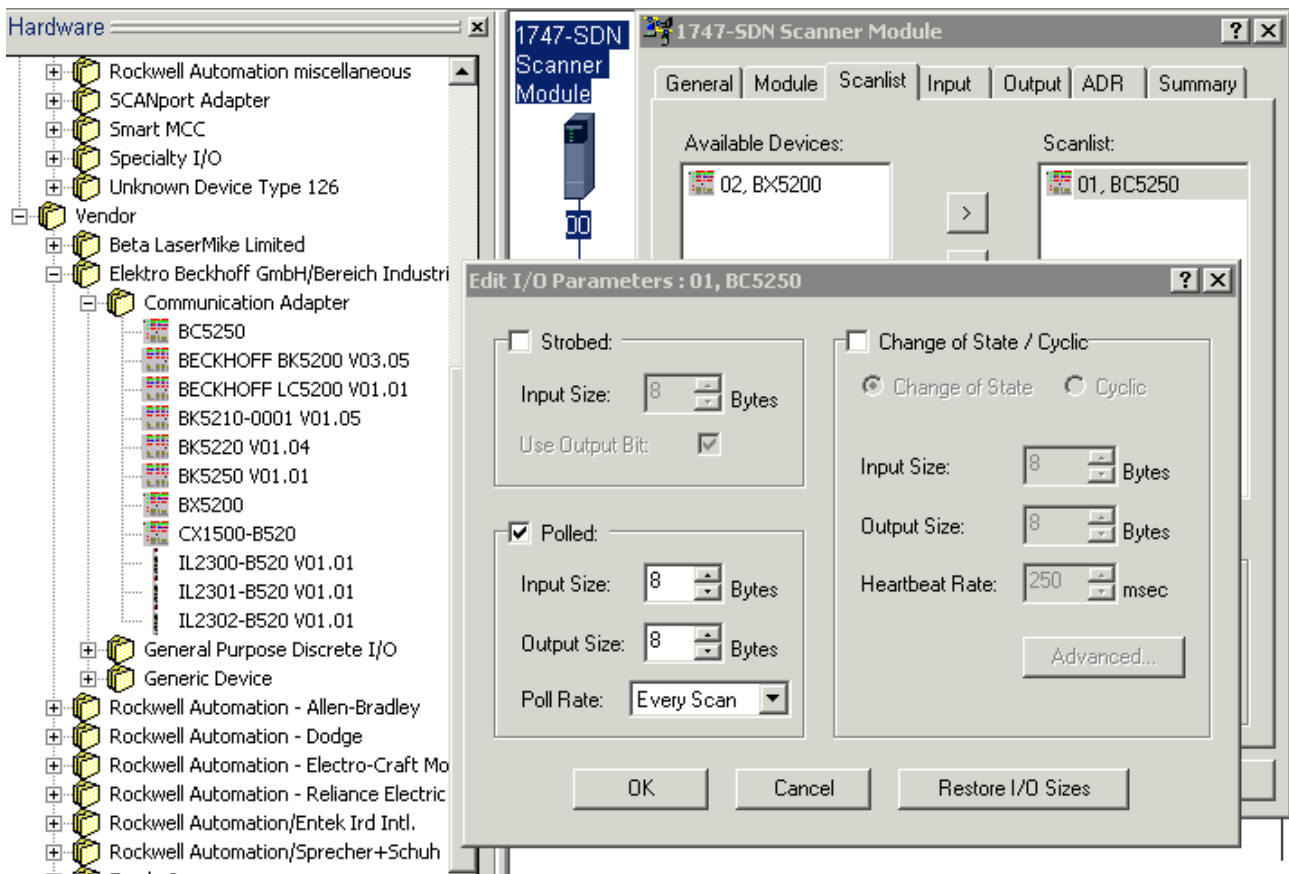 Hardware
Rockwell Automation miscellaneous
SCANport Adapter
Smart MCC
Specialty I/O
Unknown Device Type 126
Vendor
Beta LaserMike Limited
Elektro Beckhoff GmbH/Bereich Industri
Communication Adapter
BC5250
BECKHOFF BK5200 V03.05
BECKHOFF LC5200 V01.01
BK5210-0001 V01.05
BK5220 V01.04
BK5250 V01.01
BX5200
CX1500-B520
IL2300-B520 V01.01
IL2301-B520 V01.01
IL2302-B520 V01.01
General Purpose Discrete I/O
Generic Device
Rockwell Automation - Allen-Bradley
Rockwell Automation - Dodge
Rockwell Automation - Electro-Craft Mo
Rockwell Automation - Reliance Electric
Rockwell Automation/Entek Ird Intl.
Rockwell Automation/Sprecher+Schuh
1747-SDN
Scanner
Module
00
1747-SDN Scanner Module
General Module Scanlist Input Output ADR Summary
Available Devices: Scanlist:
02, BX5200 01, BC5250
>
Edit I/O Parameters : 01, BC5250
Strobed:
Input Size: 8 Bytes
Use Output Bit:
Polled:
Input Size: 8 Bytes
Output Size: 8 Bytes
Poll Rate: Every Scan
Change of State / Cyclic
Change of State Cyclic
Input Size: 8 Bytes
Output Size: 8 Bytes
Heartbeat Rate: 250 msec
Advanced...
OK Cancel Restore I/O Sizes